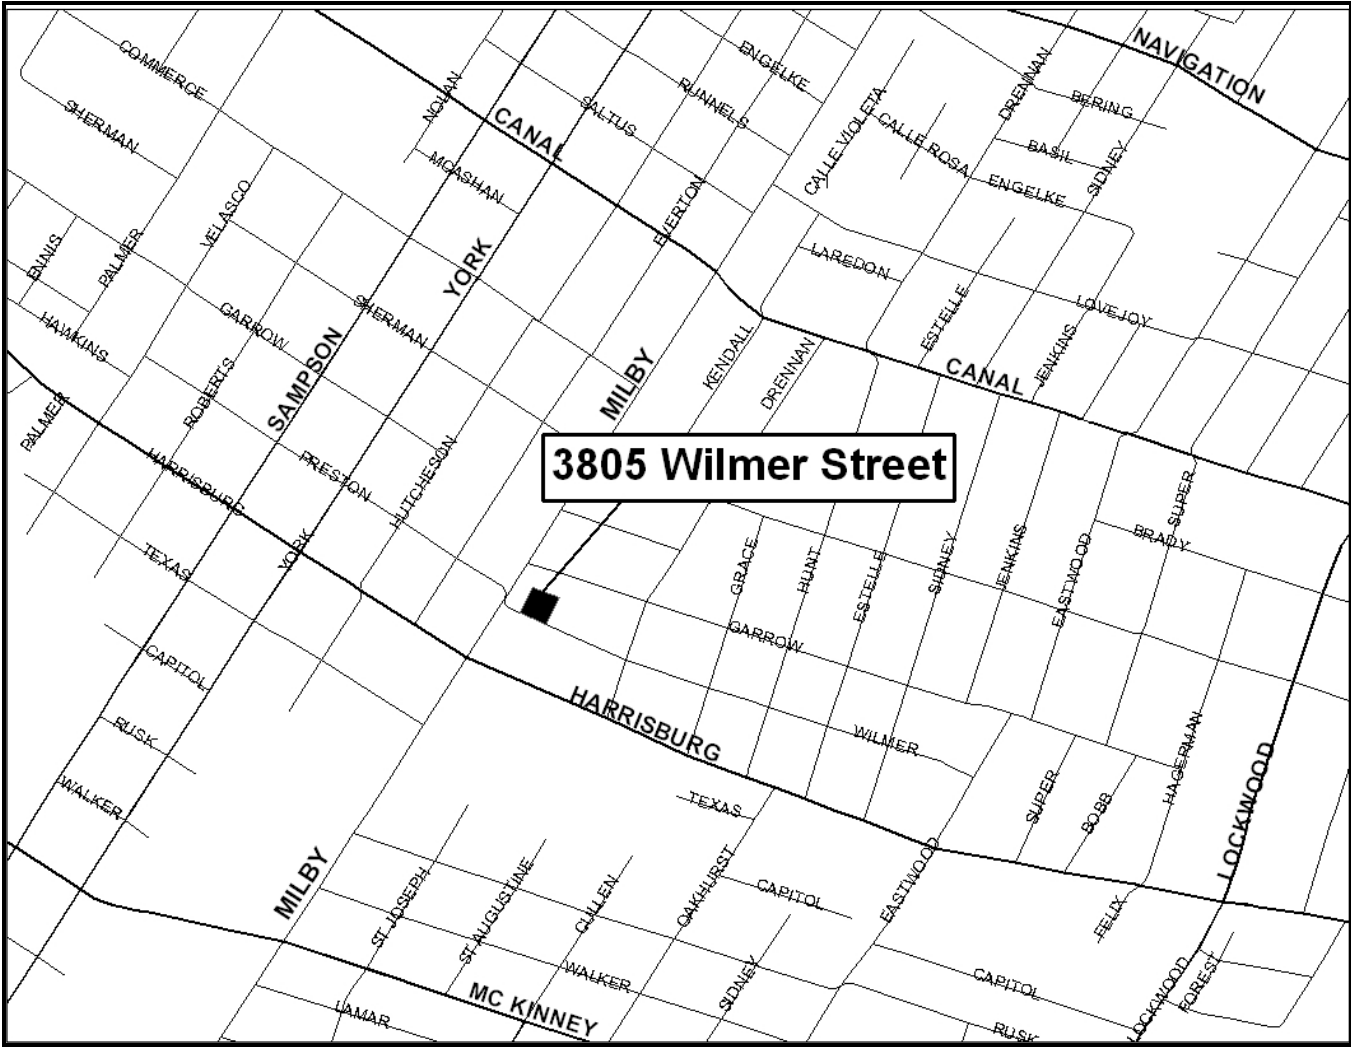 NAVIGATION
COMMERCE
ENGELKE
DRENNAN
NOLAN
RUNNELS
BERING
SALTUS
CALLE VIOLETA
SHERMAN
CANAL
CALLE ROSA
BASIL
SIDNEY
MCASHAN
ENGELKE
VELASCO
EVERTON
ENNIS
PALMER
YORK
LAREDON
LOVEJOY
ESTELLE
GARROW
SHERMAN
HAWKINS
KENDALL
JENKINS
SAMPSON
DRENNAN
MILBY
CANAL
ROBERTS
PALMER
3805 Wilmer Street
HARRISBURG
PRESTON
HUTCHESON
SUPER
BRADY
YORK
TEXAS
GRACE
HUNT
ESTELLE
SIDNEY
JENKINS
EASTWOOD
GARROW
CAPITOL
HARRISBURG
RUSK
WILMER
HAGERMAN
WALKER
TEXAS
SUPER
BOBB
LOCKWOOD
MILBY
ST JOSEPH
ST AUGUSTINE
CULLEN
OAKHURST
CAPITOL
EASTWOOD
FELIX
WALKER
SIDNEY
CAPITOL
LOCKWOOD
FOREST
MC KINNEY
LAMAR
RUSK